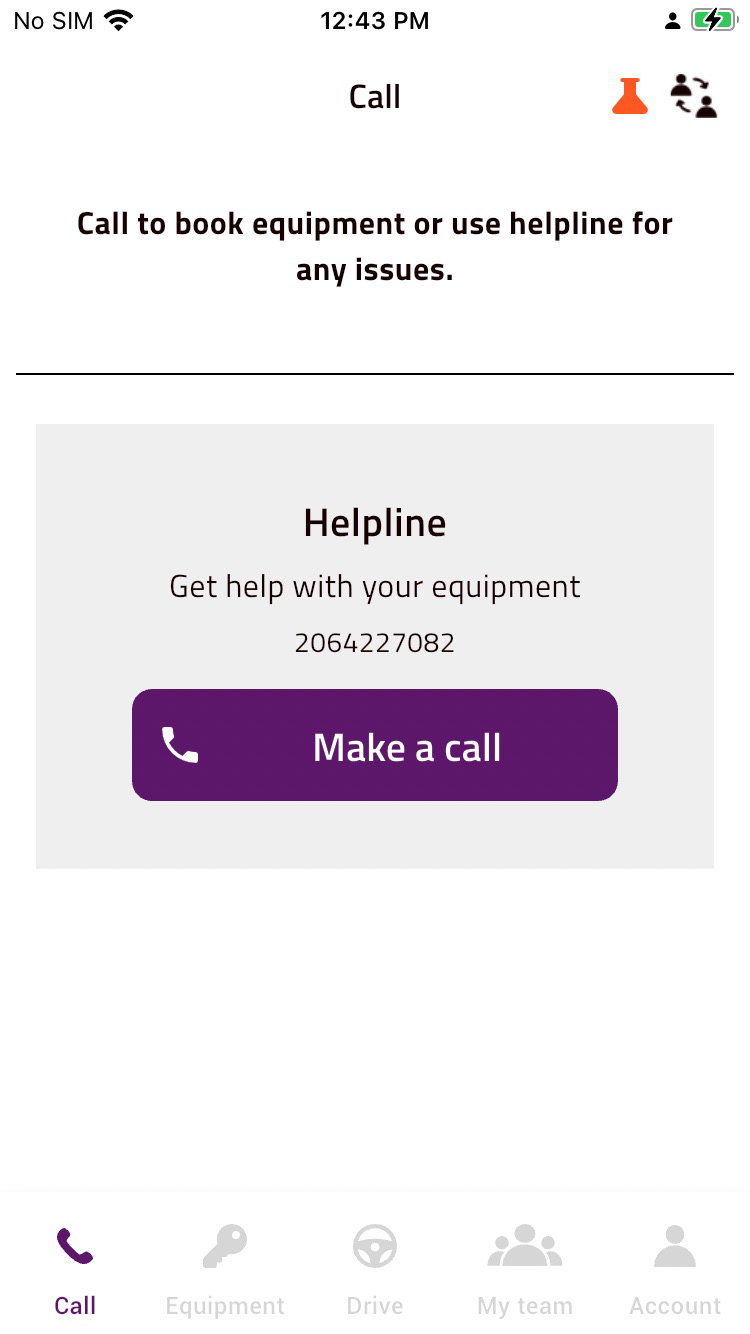 No SIM 12:43 PM
Call
Call to book equipment or use helpline for
any issues.
Helpline
Get help with your equipment
2064227082
Make a call
Call Equipment Drive My team Account